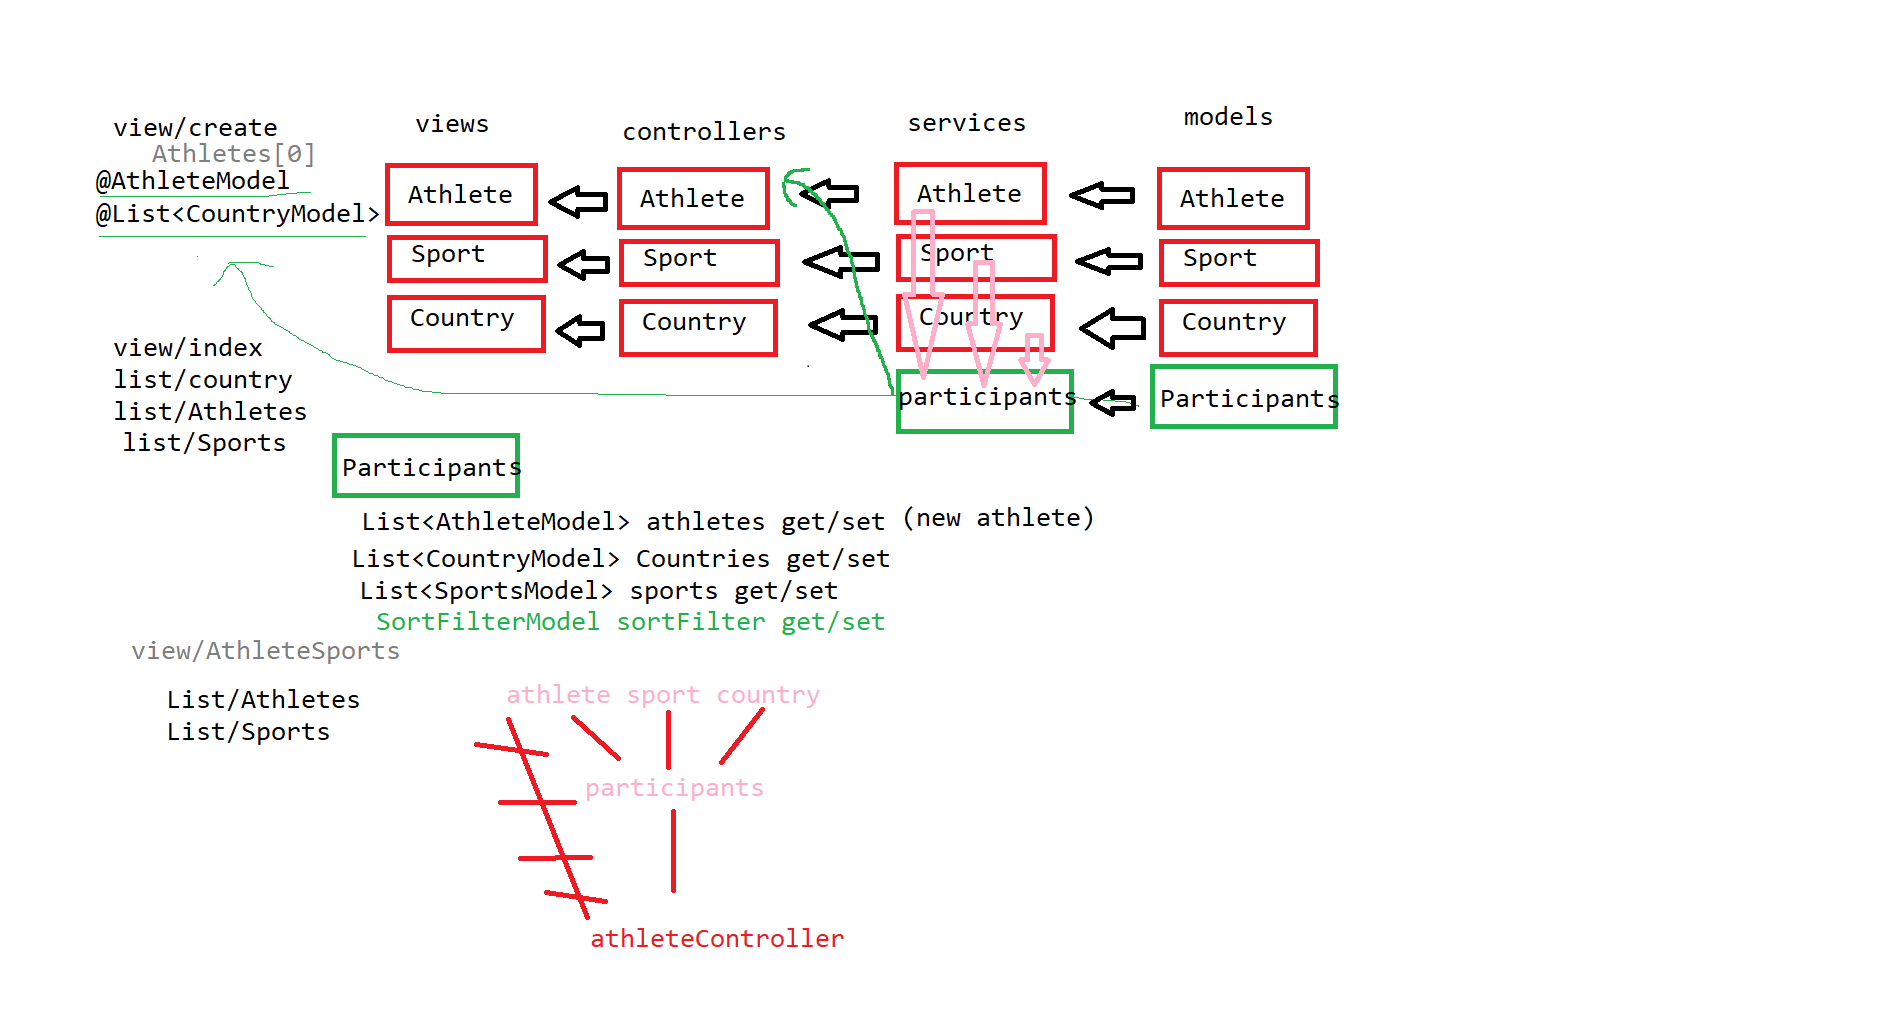 view/create
Athletes[0]
@AthleteModel
@List<CountryModel>
views
controllers
services
models
Athlete
Athlete
Athlete
Athlete
Sport
Sport
Sport
Sport
Country
Country
Country
Country
participants
Participants
view/index
list/country
list/Athletes
list/Sports
Participants
List<AthleteModel> athletes get/set (new athlete)
List<CountryModel> Countries get/set
List<SportsModel> sports get/set
SortFilterModel sortFilter get/set
view/AthleteSports
List/Athletes
List/Sports
athlete sport country
participants
athleteController